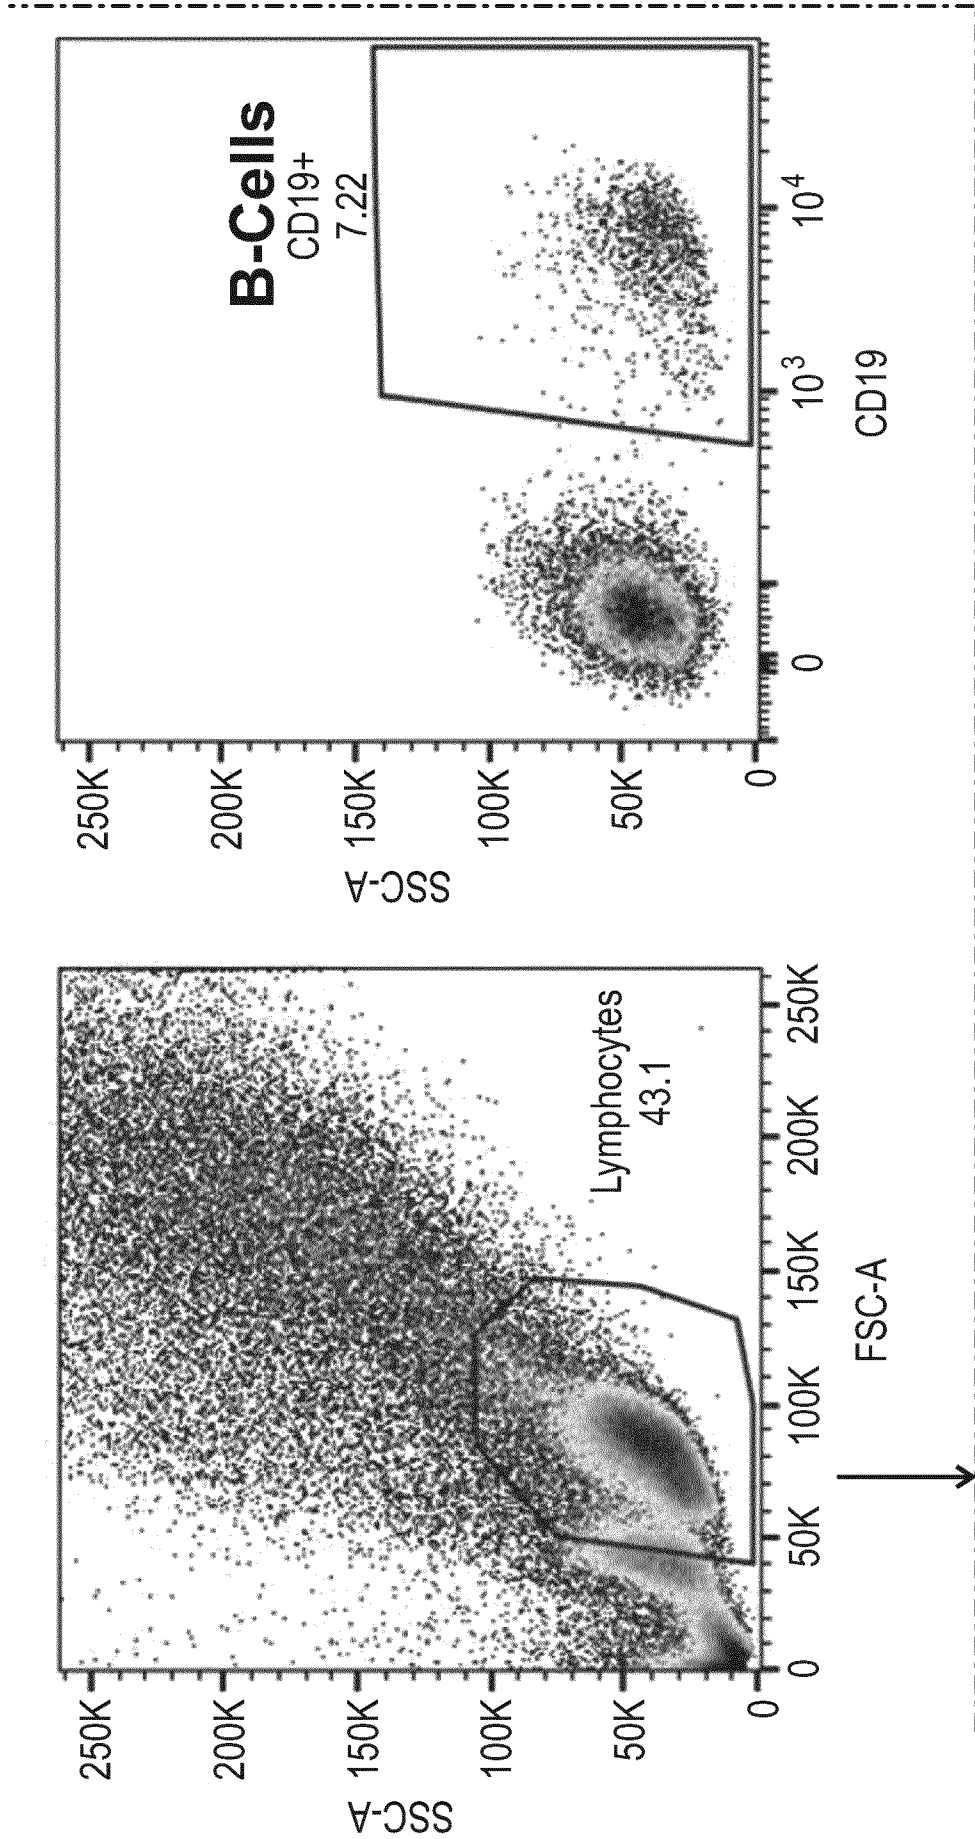 SSC-A
250K
200K
150K
100K
50K
0
Lymphocytes
43.1
0
50K
100K
150K
200K
250K
FSC-A
SSC-A
250K
200K
150K
100K
50K
0
B-Cells
CD19+
7.22
0
10³
10⁴
CD19